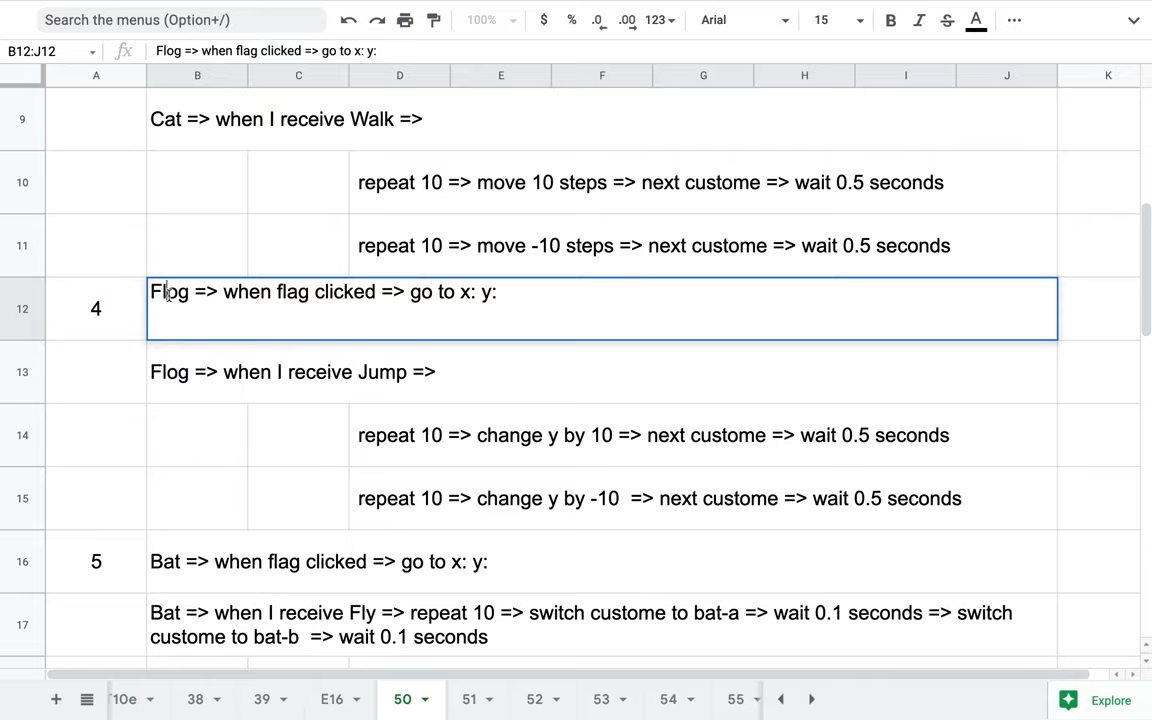 Search the menus (Option+/)
100%
$ % .0 .00 123 Arial 15 B I S A
B12:J12 fx Flog => when flag clicked => go to x: y:
A B C D E F G H I J K
9 Cat => when I receive Walk =>
10 repeat 10 => move 10 steps => next custome => wait 0.5 seconds
11 repeat 10 => move -10 steps => next custome => wait 0.5 seconds
12 4 Flog => when flag clicked => go to x: y:
13 Flog => when I receive Jump =>
14 repeat 10 => change y by 10 => next custome => wait 0.5 seconds
15 repeat 10 => change y by -10 => next custome => wait 0.5 seconds
16 5 Bat => when flag clicked => go to x: y:
17 Bat => when I receive Fly => repeat 10 => switch custome to bat-a => wait 0.1 seconds => switch
custome to bat-b => wait 0.1 seconds
10e 38 39 E16 50 51 52 53 54 55 Explore